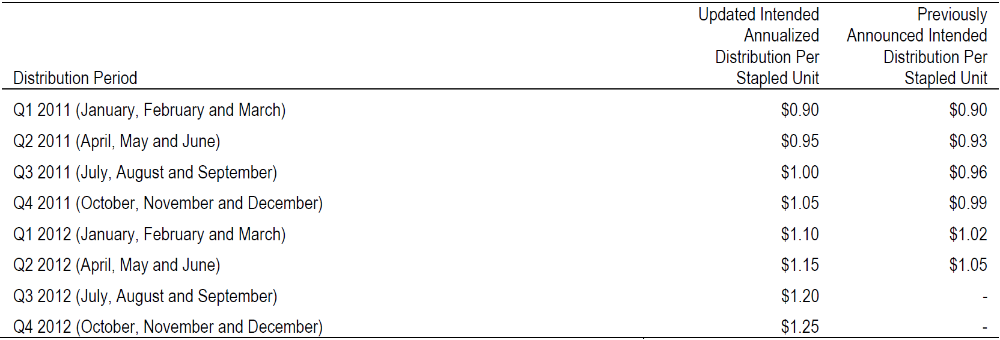 Updated Intended Previously
Annualized Announced Intended
Distribution Per Distribution Per
Distribution Period Stapled Unit Stapled Unit
Q1 2011 (January, February and March) $0.90 $0.90
Q2 2011 (April, May and June) $0.95 $0.93
Q3 2011 (July, August and September) $1.00 $0.96
Q4 2011 (October, November and December) $1.05 $0.99
Q1 2012 (January, February and March) $1.10 $1.02
Q2 2012 (April, May and June) $1.15 $1.05
Q3 2012 (July, August and September) $1.20 -
Q4 2012 (October, November and December) $1.25 -